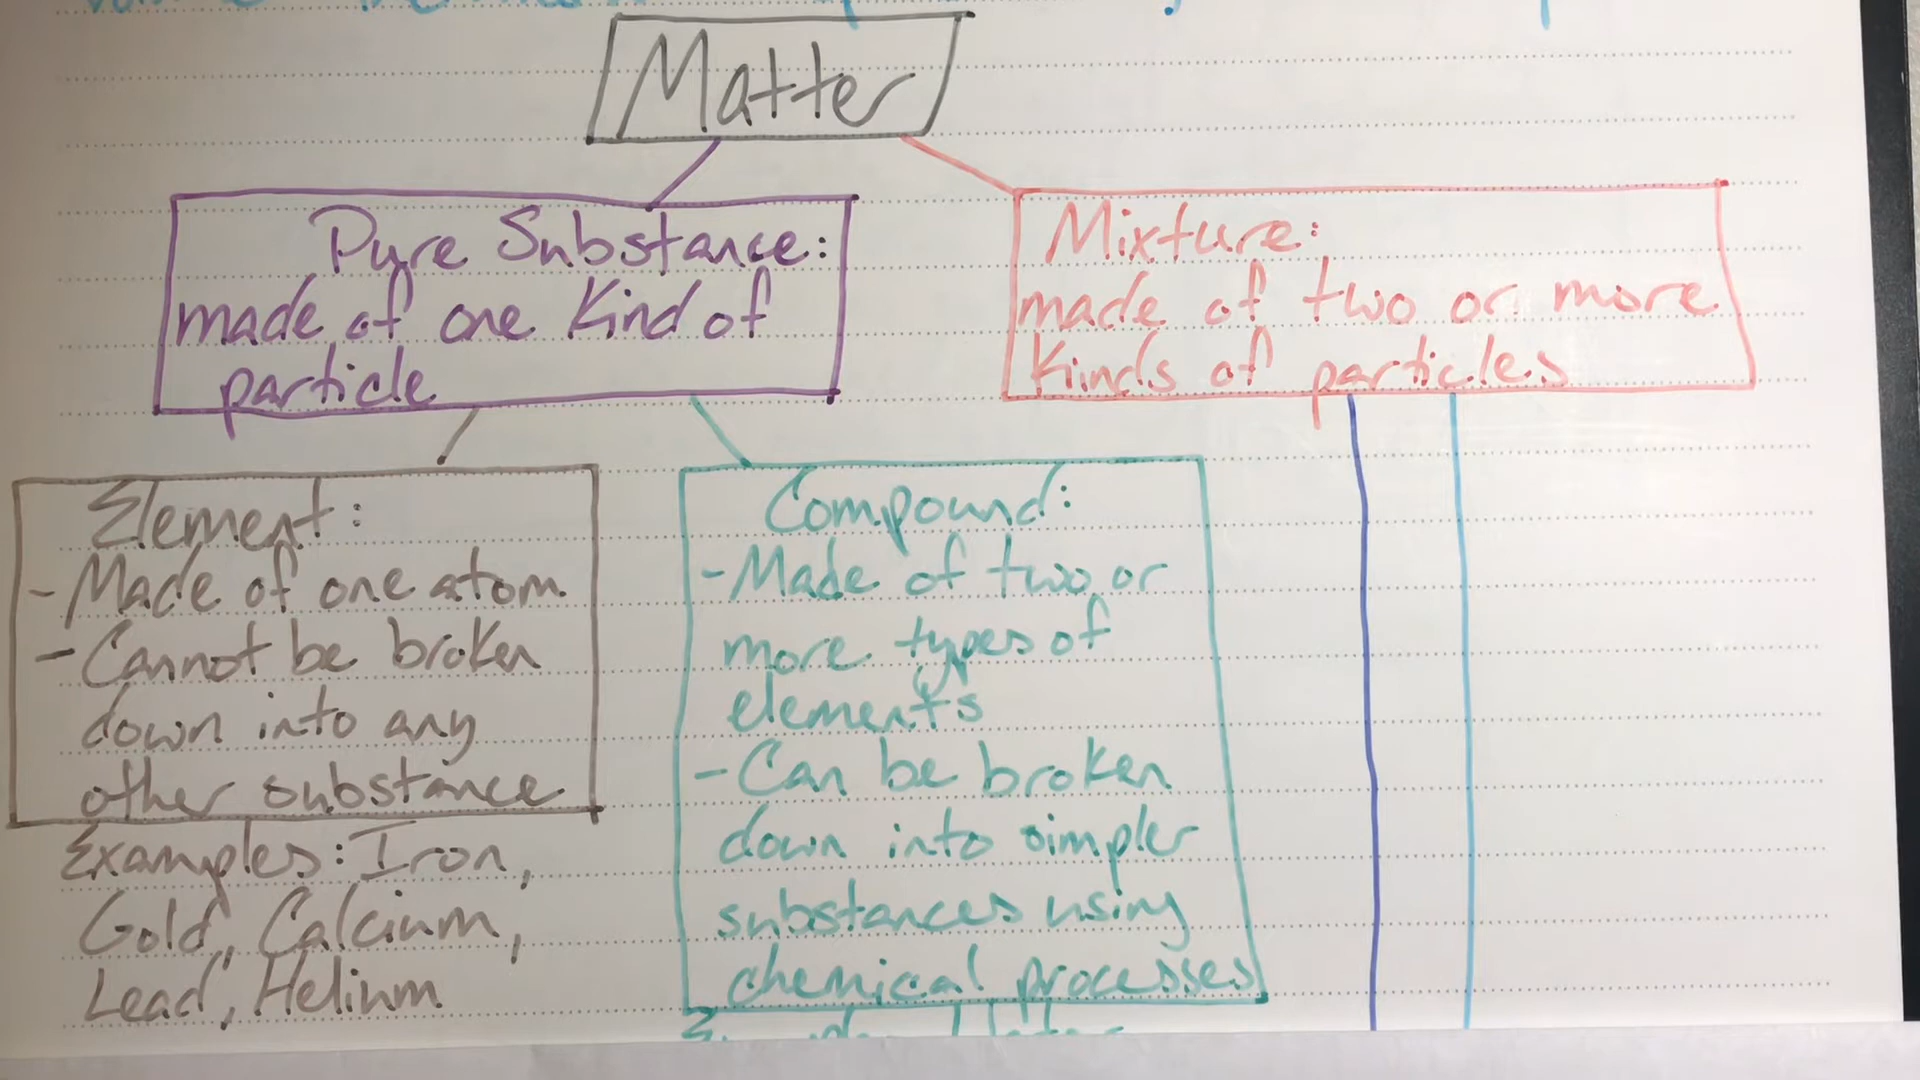 Matter
Pure Substance:
made of one Kind of
particle
Mixture:
made of two or more
Kinds of particles
Element:
- Made of one atom
- Cannot be broken
down into any
other substance
Examples: Iron,
Gold, Calcium,
Lead, Helium
Compound:
- Made of two or
more types of
elements
- Can be broken
down into simpler
substances using
chemical processes